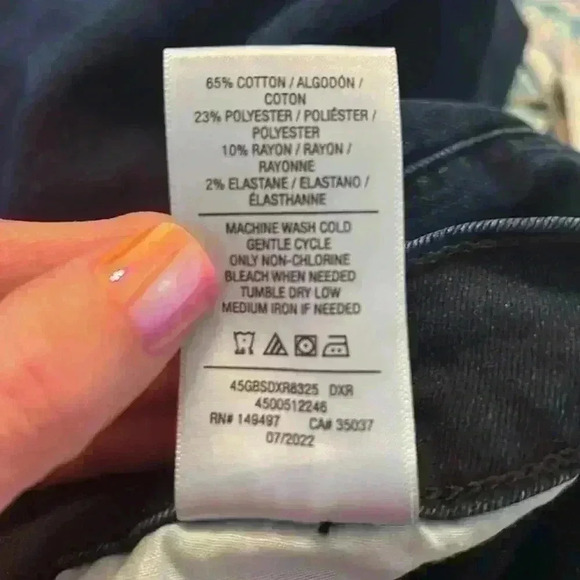 65% COTTON / ALGODÓN /
COTON
23% POLYESTER / POLIÉSTER /
POLYESTER
10% RAYON / RAYON /
RAYONNE
2% ELASTANE / ELASTANO /
ÉLASTHANNE
MACHINE WASH COLD
GENTLE CYCLE
ONLY NON-CHLORINE
BLEACH WHEN NEEDED
TUMBLE DRY LOW
MEDIUM IRON IF NEEDED
45GBSDXR8325 DXR
4500512246
RN# 149497 CA# 35037
07/2022